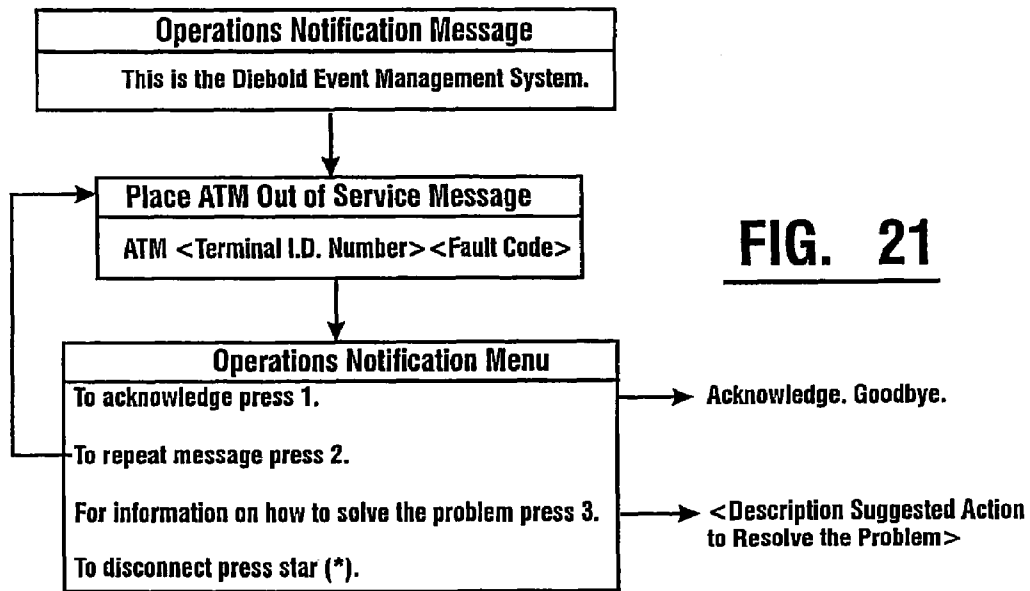 Operations Notification Message
This is the Diebold Event Management System.
Place ATM Out of Service Message
ATM <Terminal I.D. Number><Fault Code>
FIG. 21
Operations Notification Menu
To acknowledge press 1.
Acknowledge. Goodbye.
To repeat message press 2.
For information on how to solve the problem press 3.
<Description Suggested Action
to Resolve the Problem>
To disconnect press star (*).